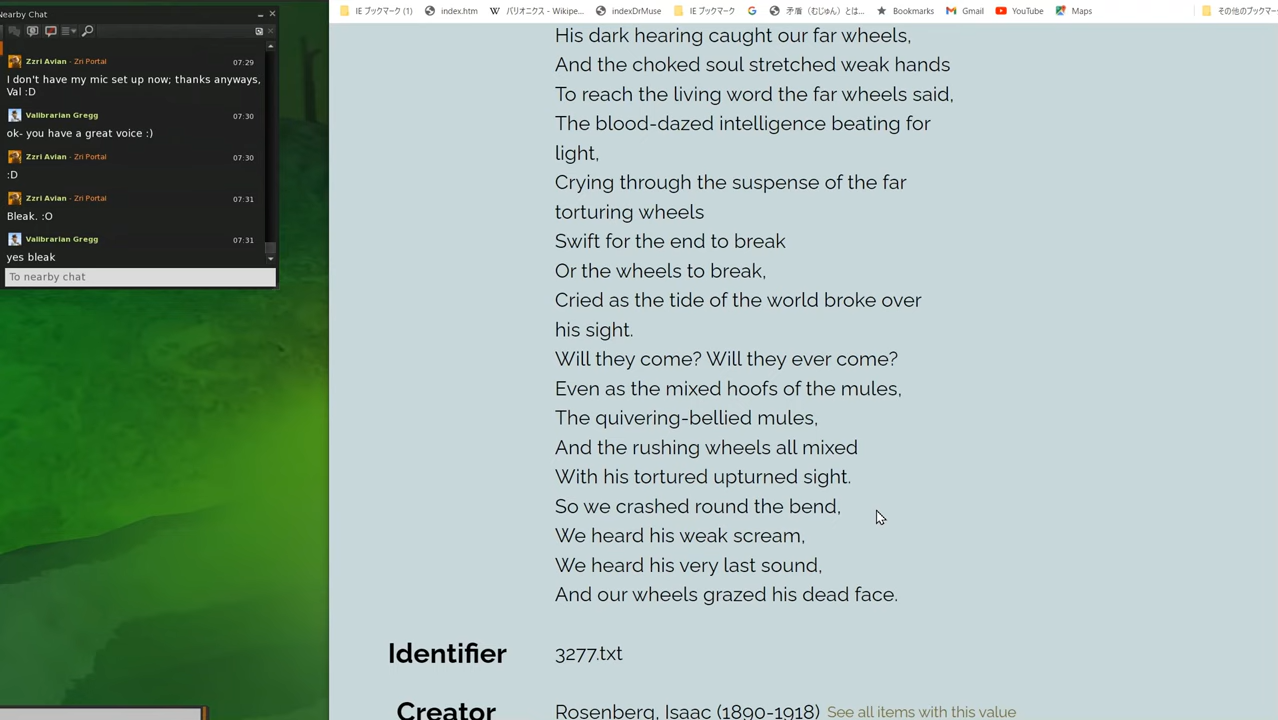 Nearby Chat
Zzri Avian - Zri Portal 07:29
I don't have my mic set up now; thanks anyways,
Val :D
Valibrarian Gregg 07:30
ok- you have a great voice :)
Zzri Avian - Zri Portal 07:30
:D
Zzri Avian - Zri Portal 07:31
Bleak. :O
Valibrarian Gregg 07:31
yes bleak
To nearby chat
IE ブックマーク (1) index.htm パリオニクス - Wikipe... indexDrMuse IE ブックマーク 矛盾（むじゅん）とは... Bookmarks Gmail YouTube Maps その他のブックマーク
His dark hearing caught our far wheels,
And the choked soul stretched weak hands
To reach the living word the far wheels said,
The blood-dazed intelligence beating for
light,
Crying through the suspense of the far
torturing wheels
Swift for the end to break
Or the wheels to break,
Cried as the tide of the world broke over
his sight.
Will they come? Will they ever come?
Even as the mixed hoofs of the mules,
The quivering-bellied mules,
And the rushing wheels all mixed
With his tortured upturned sight.
So we crashed round the bend,
We heard his weak scream,
We heard his very last sound,
And our wheels grazed his dead face.
Identifier 3277.txt
Creator Rosenberg, Isaac (1890-1918) See all items with this value